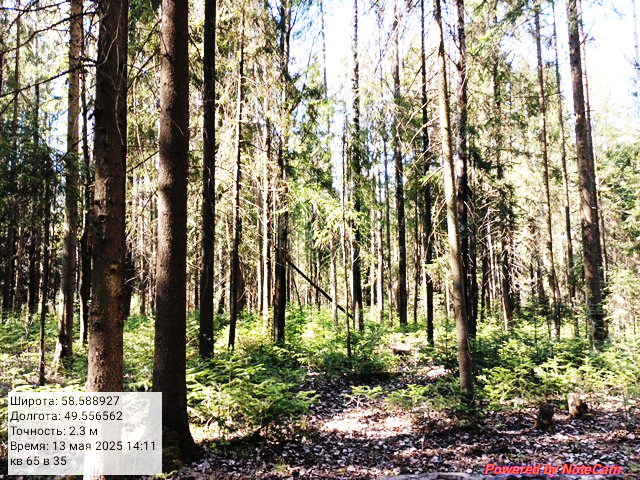 Широта: 58.588927
Долгота: 49.556562
Точность: 2.3 м
Время: 13 мая 2025 14:11
кв 65 в 35
Powered by NoteCam